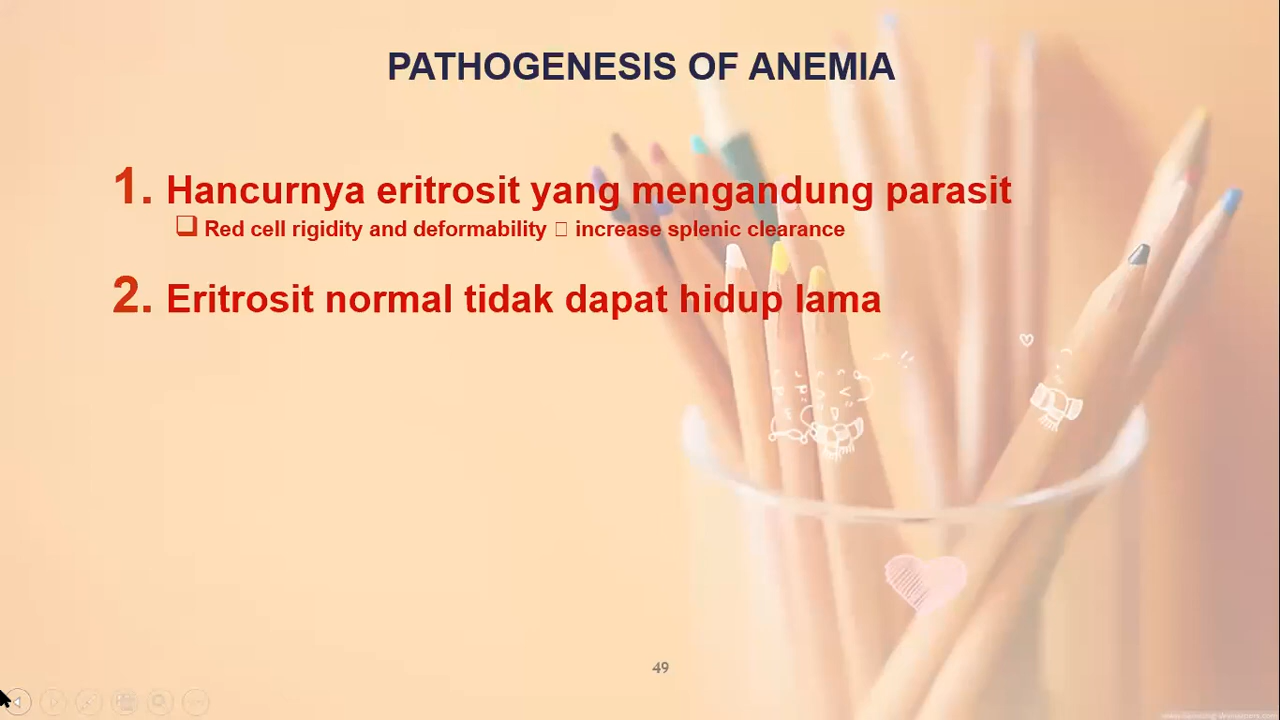 PATHOGENESIS OF ANEMIA
1. Hancurnya eritrosit yang mengandung parasit
❑ Red cell rigidity and deformability  increase splenic clearance
2. Eritrosit normal tidak dapat hidup lama
49